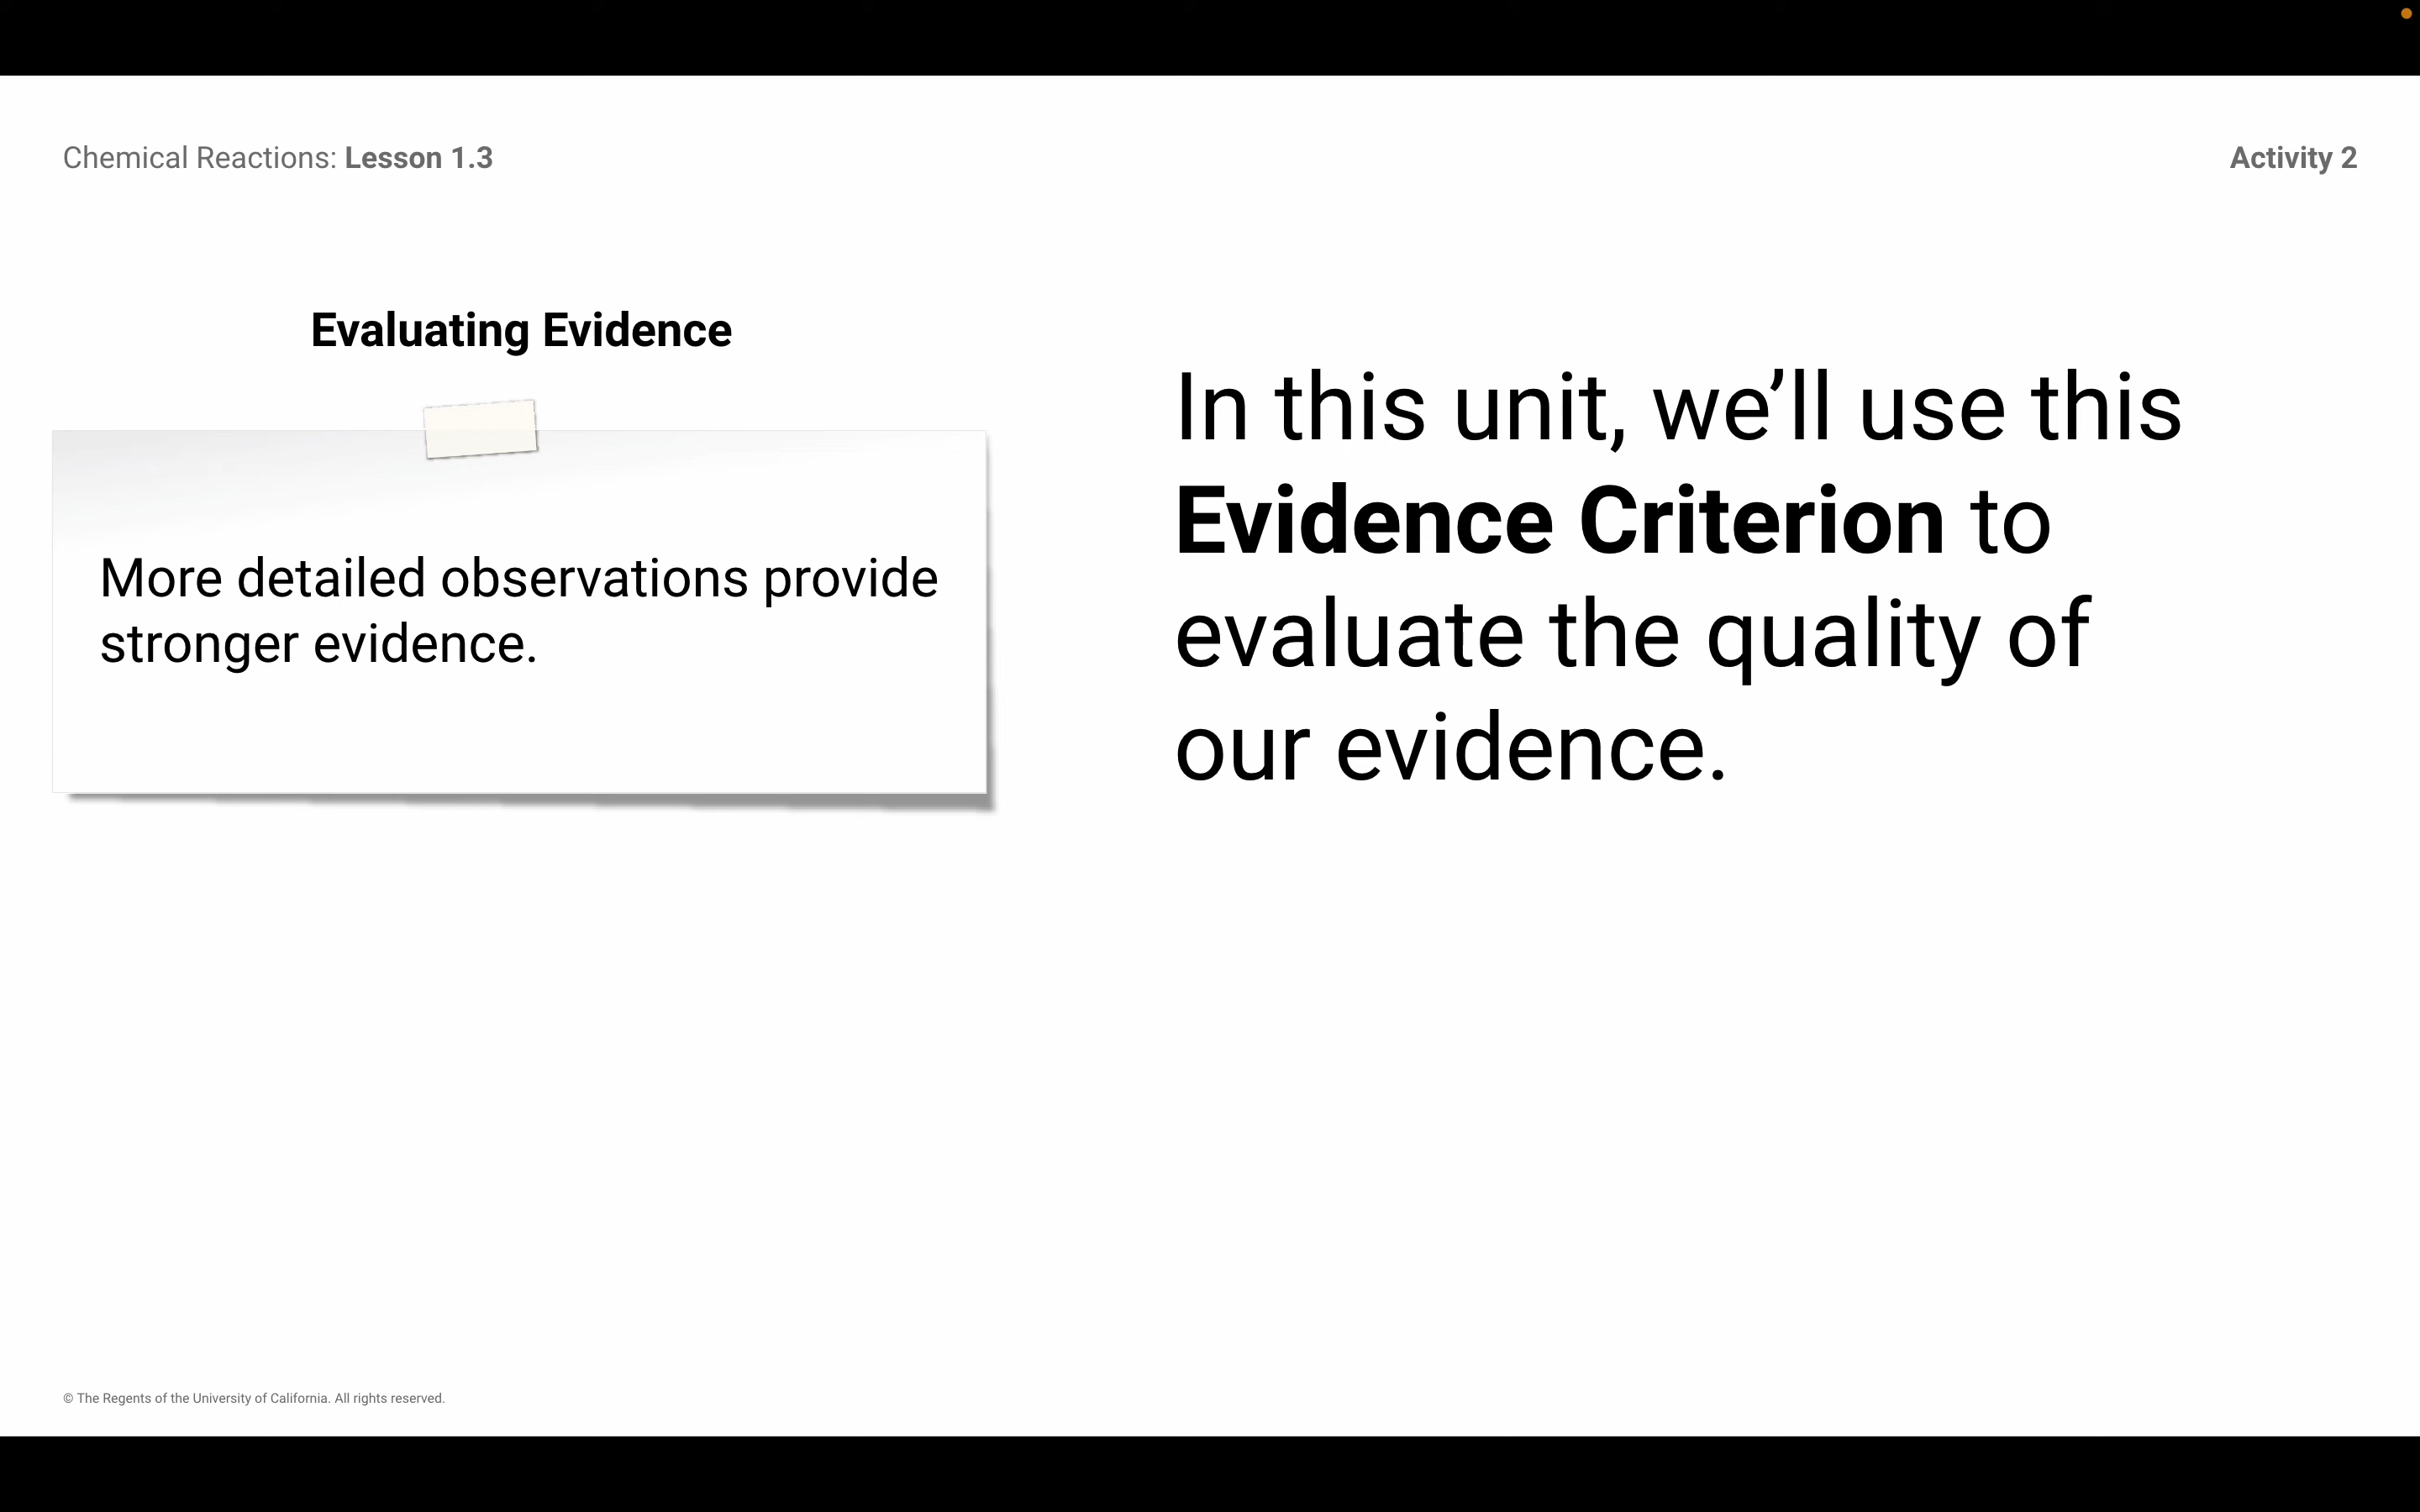 Chemical Reactions: Lesson 1.3
Activity 2
Evaluating Evidence
More detailed observations provide
stronger evidence.
In this unit, we’ll use this
Evidence Criterion to
evaluate the quality of
our evidence.
© The Regents of the University of California. All rights reserved.